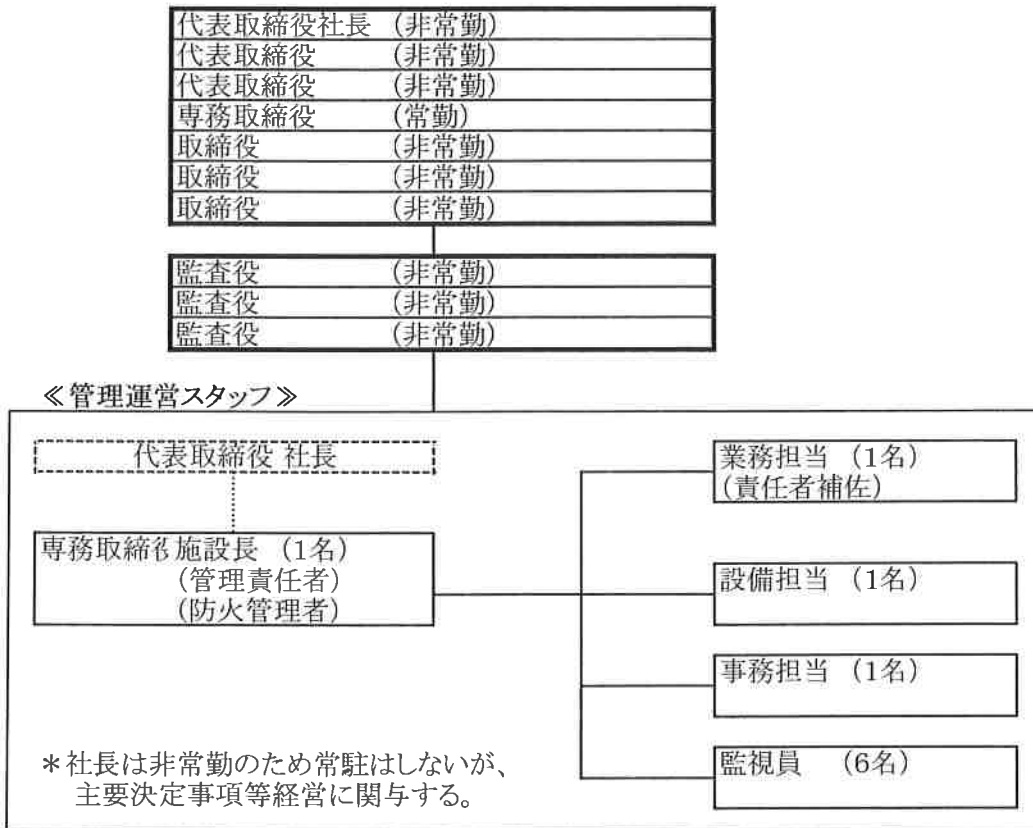 代表取締役社長 (非常勤)
代表取締役 (非常勤)
代表取締役 (非常勤)
専務取締役 (常勤)
取締役 (非常勤)
取締役 (非常勤)
取締役 (非常勤)
監査役 (非常勤)
監査役 (非常勤)
監査役 (非常勤)
≪管理運営スタッフ≫
代表取締役 社長
専務取締役施設長 (1名)
(管理責任者)
(防火管理者)
業務担当 (1名)
(責任者補佐)
設備担当 (1名)
事務担当 (1名)
監視員 (6名)
＊社長は非常勤のため常駐はしないが、
主要決定事項等経営に関与する。